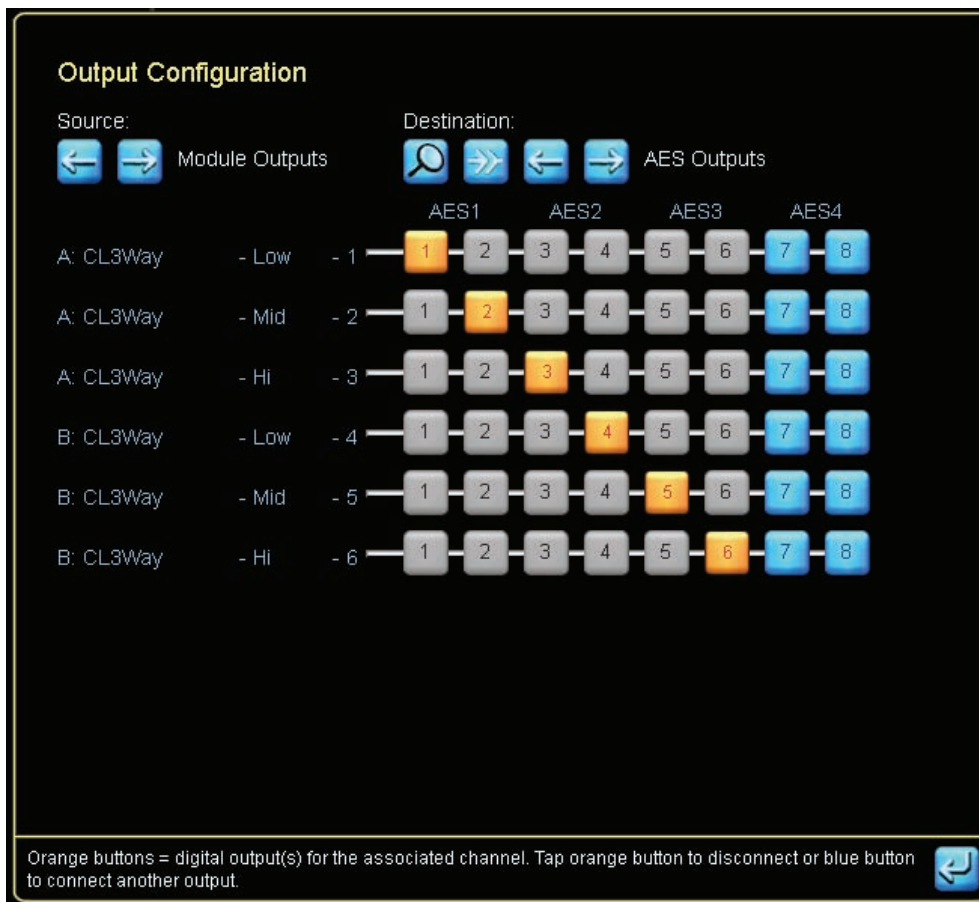 Output Configuration
Source: Destination:
Module Outputs AES Outputs
AES1 AES2 AES3 AES4
A: CL3Way - Low - 1 1 2 3 4 5 6 7 8
A: CL3Way - Mid - 2 1 2 3 4 5 6 7 8
A: CL3Way - Hi - 3 1 2 3 4 5 6 7 8
B: CL3Way - Low - 4 1 2 3 4 5 6 7 8
B: CL3Way - Mid - 5 1 2 3 4 5 6 7 8
B: CL3Way - Hi - 6 1 2 3 4 5 6 7 8
Orange buttons = digital output(s) for the associated channel. Tap orange button to disconnect or blue button
to connect another output.